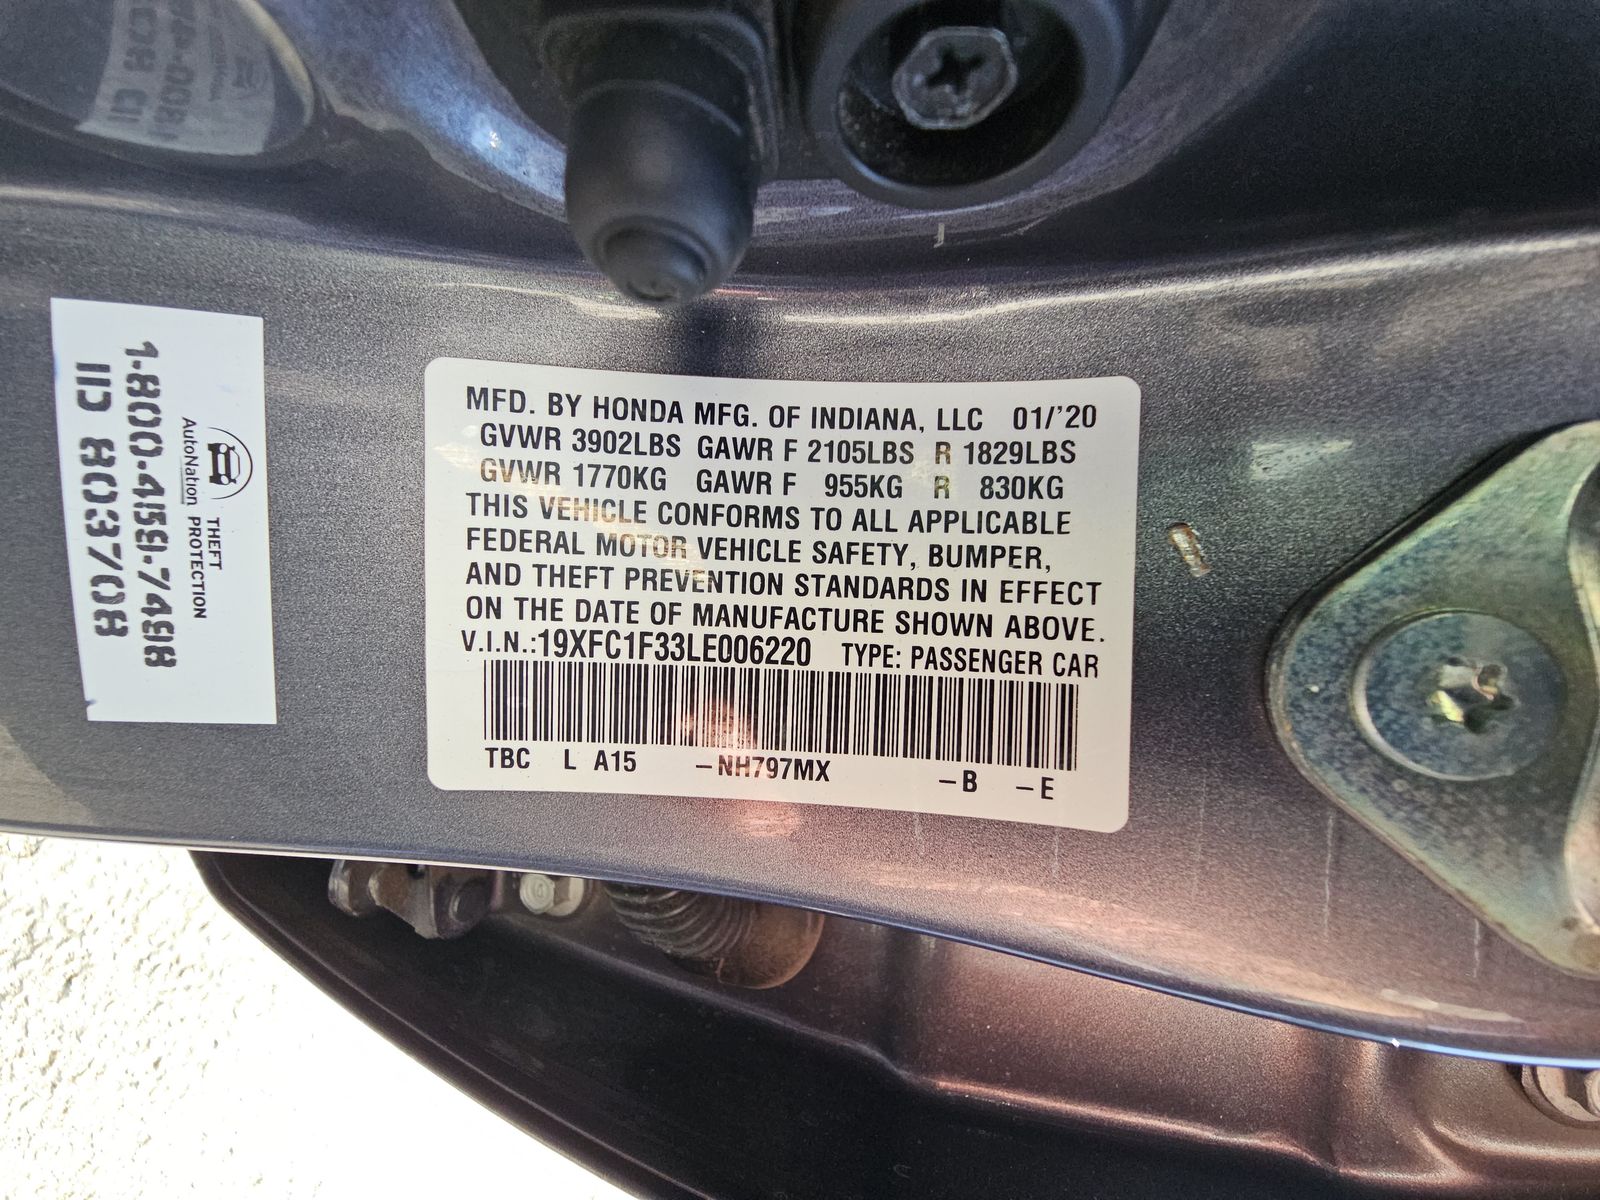 MFD. BY HONDA MFG. OF INDIANA, LLC 01/'20
GVWR 3902LBS GAWR F 2105LBS R 1829LBS
GVWR 1770KG GAWR F 955KG R 830KG
THIS VEHICLE CONFORMS TO ALL APPLICABLE
FEDERAL MOTOR VEHICLE SAFETY, BUMPER,
AND THEFT PREVENTION STANDARDS IN EFFECT
ON THE DATE OF MANUFACTURE SHOWN ABOVE.
V.I.N.:19XFC1F33LE006220 TYPE: PASSENGER CAR
TBC L A15 -NH797MX -B -E
AutoNation
THEFT
PROTECTION
1-800-459-7498
ID 803708